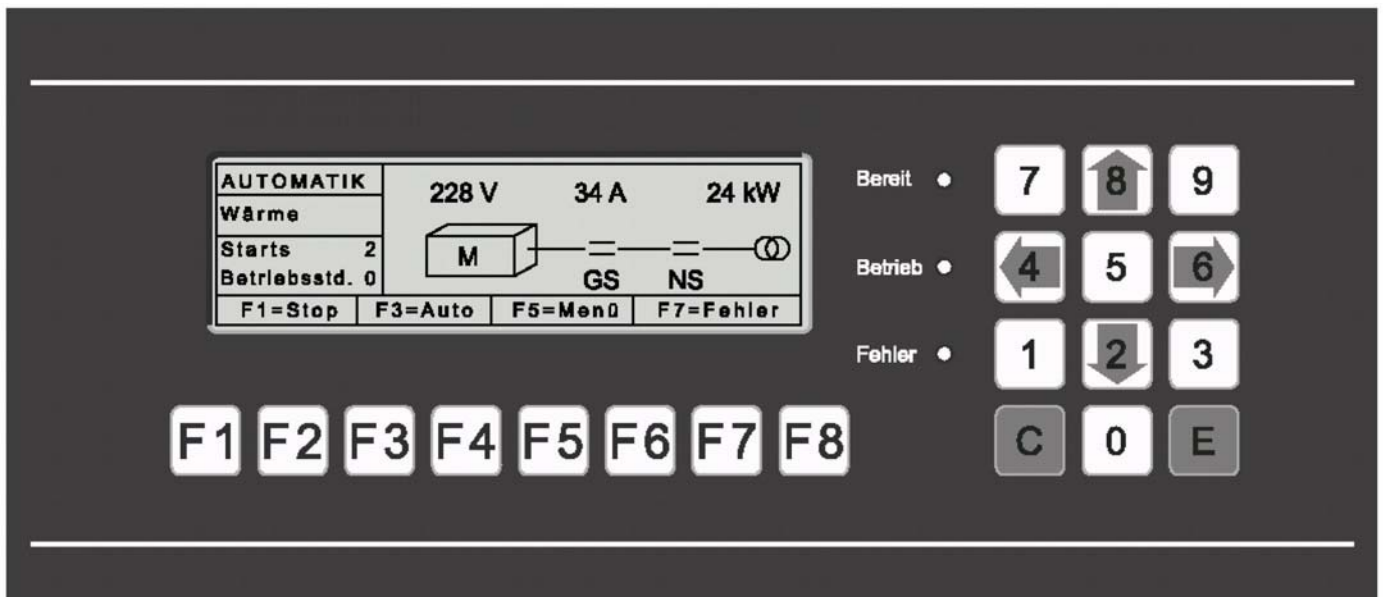 AUTOMATIK
Wärme
Starts 2
Betriebsstd. 0
228 V 34 A 24 kW
M
GS NS
F1=Stop F3=Auto F5=Menü F7=Fehler
Bereit
Betrieb
Fehler
F1 F2 F3 F4 F5 F6 F7 F8
7 8 9
4 5 6
1 2 3
C 0 E